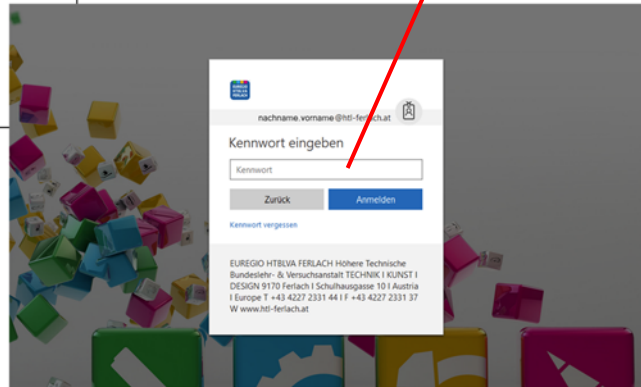 EUREGIO
HTBLVA
FERLACH
nachname.vorname@htl-ferlach.at
Kennwort eingeben
Kennwort
Zurück
Anmelden
Kennwort vergessen
EUREGIO HTBLVA FERLACH Höhere Technische
Bundeslehr- & Versuchsanstalt TECHNIK I KUNST I
DESIGN 9170 Ferlach I Schulhausgasse 10 I Austria
I Europe T +43 4227 2331 44 I F +43 4227 2331 37
W www.htl-ferlach.at